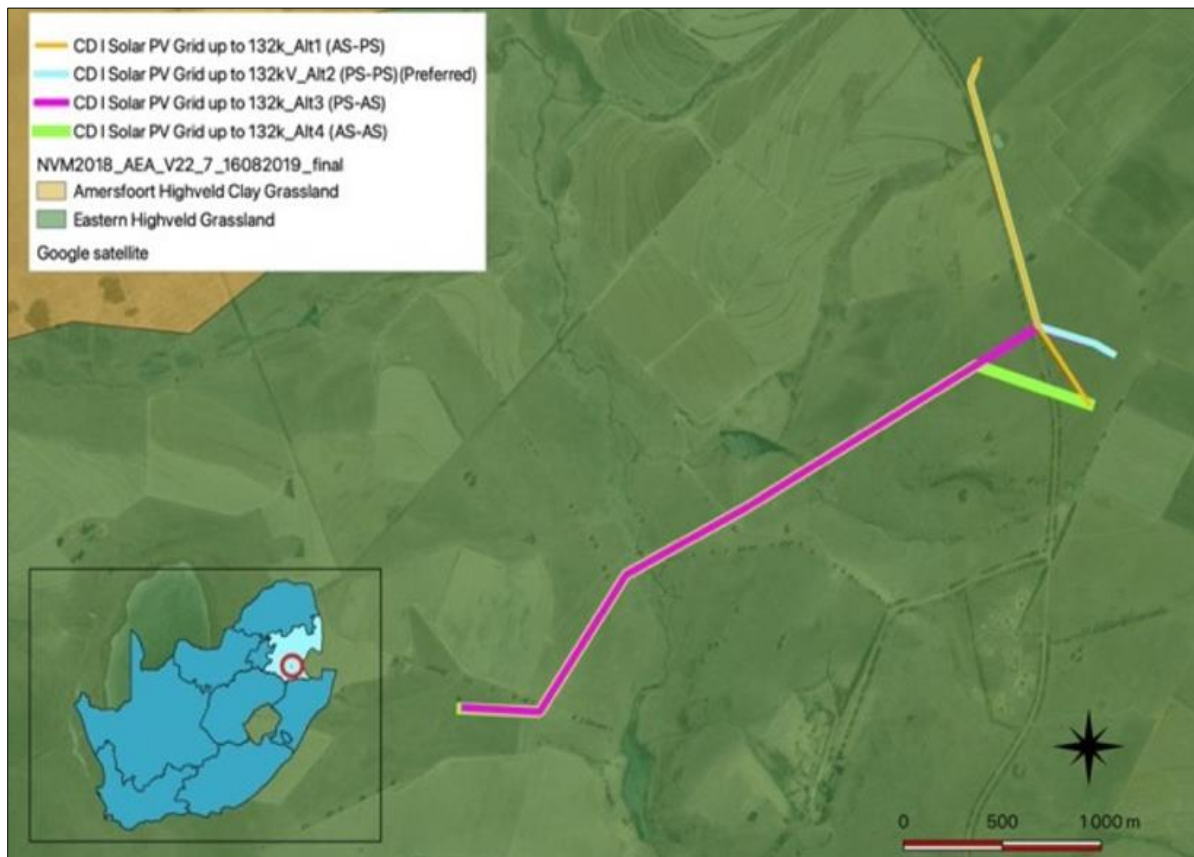 CD I Solar PV Grid up to 132k_Alt1 (AS-PS)
CD I Solar PV Grid up to 132kV_Alt2 (PS-PS)(Preferred)
CD I Solar PV Grid up to 132k_Alt3 (PS-AS)
CD I Solar PV Grid up to 132k_Alt4 (AS-AS)
NVM2018_AEA_V22_7_16082019_final
Amersfoort Highveld Clay Grassland
Eastern Highveld Grassland
Google satellite
0 500 1000 m